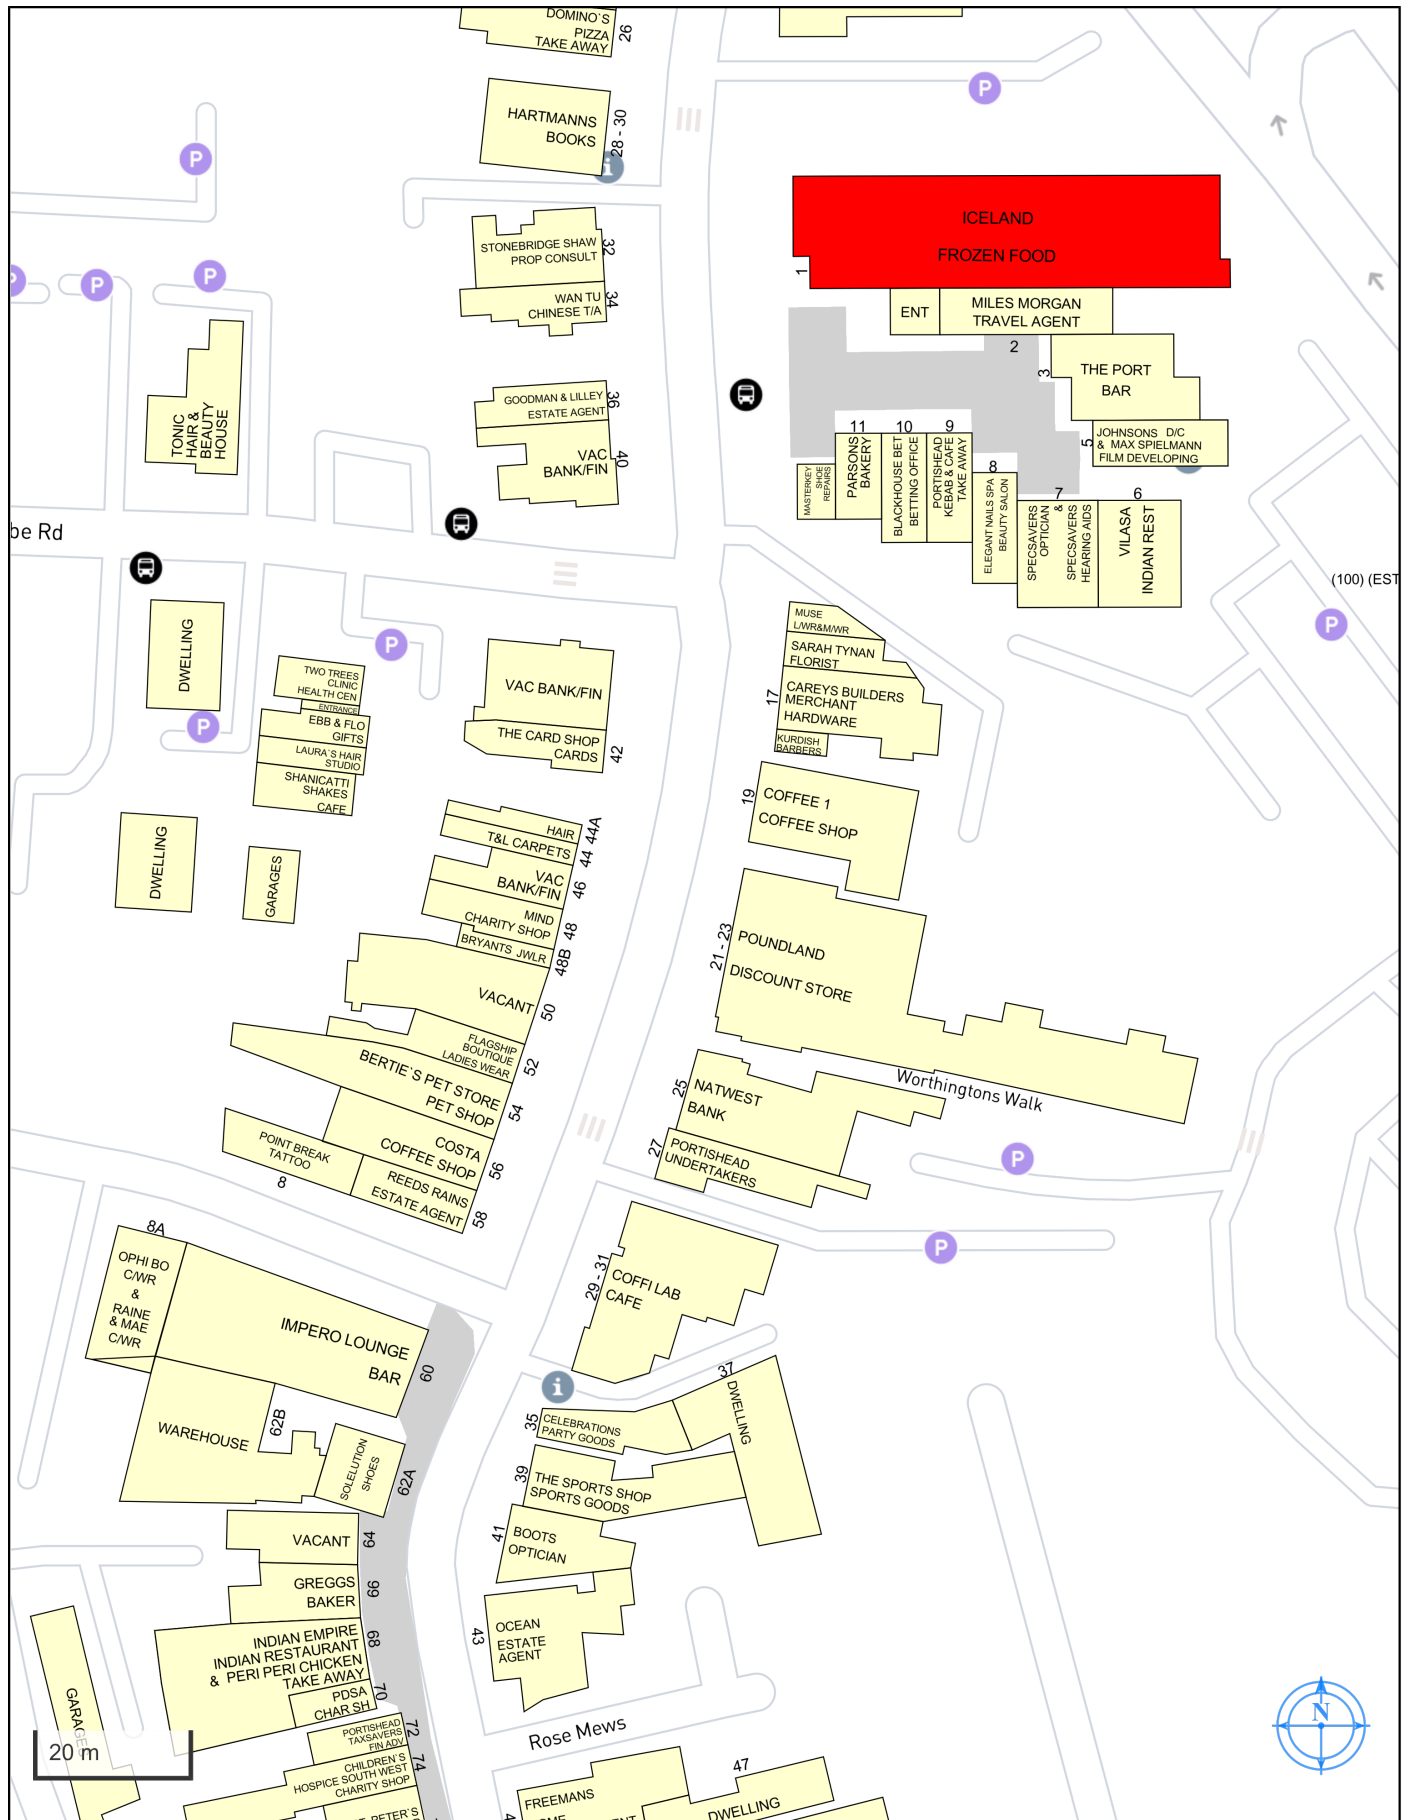 DOMINO`S
PIZZA
TAKE AWAY
26
HARTMANNS
BOOKS
28 - 30
i
P
P
P
P
ICELAND
FROZEN FOOD
1
STONEBRIDGE SHAW
PROP CONSULT
32
WAN TU
CHINESE T/A
34
ENT
MILES MORGAN
TRAVEL AGENT
2
3
THE PORT
BAR
TONIC
HAIR &
BEAUTY
HOUSE
GOODMAN & LILLEY
ESTATE AGENT
36
VAC
BANK/FIN
40
5
JOHNSONS D/C
& MAX SPIELMANN
FILM DEVELOPING
MASTERKEY
SHOE
REPAIRS
11
PARSONS
BAKERY
10
BLACKHOUSE BET
BETTING OFFICE
9
PORTISHEAD
KEBAB & CAFE
TAKE AWAY
8
ELEGANT NAILS SPA
BEAUTY SALON
7
SPECSAVERS
OPTICIAN
&
SPECSAVERS
HEARING AIDS
6
VILASA
INDIAN REST
be Rd
(100) (EST
P
P
P
DWELLING
TWO TREES
CLINIC
HEALTH CEN
ENTRANCE
EBB & FLO
GIFTS
LAURA`S HAIR
STUDIO
SHANICATTI
SHAKES
CAFE
VAC BANK/FIN
THE CARD SHOP
CARDS
42
MUSE
L/WR&M/WR
SARAH TYNAN
FLORIST
17
CAREYS BUILDERS
MERCHANT
HARDWARE
KURDISH
BARBERS
19
COFFEE 1
COFFEE SHOP
DWELLING
GARAGES
HAIR
44A
T&L CARPETS
44
VAC
BANK/FIN
46
MIND
CHARITY SHOP
48
BRYANTS JWLR
48B
VACANT
50
21 - 23
POUNDLAND
DISCOUNT STORE
FLAGSHIP
BOUTIQUE
LADIES WEAR
52
BERTIE`S PET STORE
PET SHOP
54
COSTA
COFFEE SHOP
56
POINT BREAK
TATTOO
8
REEDS RAINS
ESTATE AGENT
58
25
NATWEST
BANK
Worthingtons Walk
27
PORTISHEAD
UNDERTAKERS
P
P
8A
OPHI BO
C/WR
&
RAINE
& MAE
C/WR
IMPERO LOUNGE
BAR
60
29 - 31
COFFI LAB
CAFE
i
WAREHOUSE
62B
SOLELUTION
SHOES
62A
35
CELEBRATIONS
PARTY GOODS
37
DWELLING
39
THE SPORTS SHOP
SPORTS GOODS
41
BOOTS
OPTICIAN
VACANT
64
GREGGS
BAKER
66
43
OCEAN
ESTATE
AGENT
INDIAN EMPIRE
INDIAN RESTAURANT
& PERI PERI CHICKEN
TAKE AWAY
68
PDSA
CHAR SH
70
PORTISHEAD
TAXSAVERS
FIN ADV
72
CHILDREN`S
HOSPICE SOUTH WEST
CHARITY SHOP
74
GARAGES
20 m
Rose Mews
N
FREEMANS
47
DWELLING
PETER`S